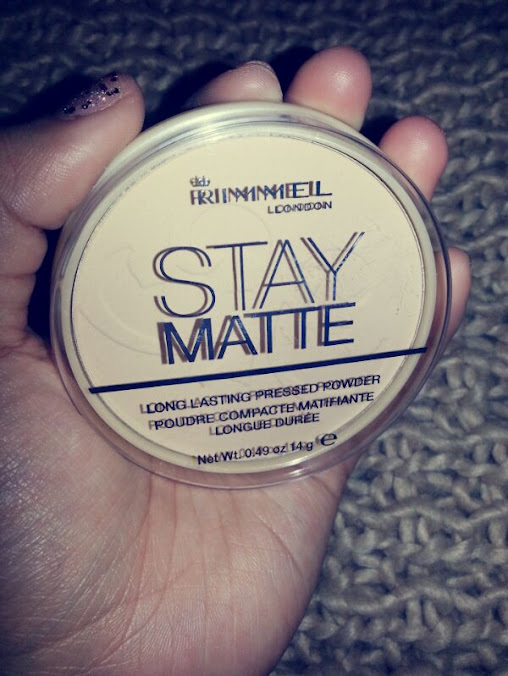 RIMMEL
LONDON
STAY
MATTE
LONG LASTING PRESSED POWDER
POUDRE COMPACTE MATIFIANTE
LONGUE DURÉE
Net Wt. 0.49 oz 14 g ℮